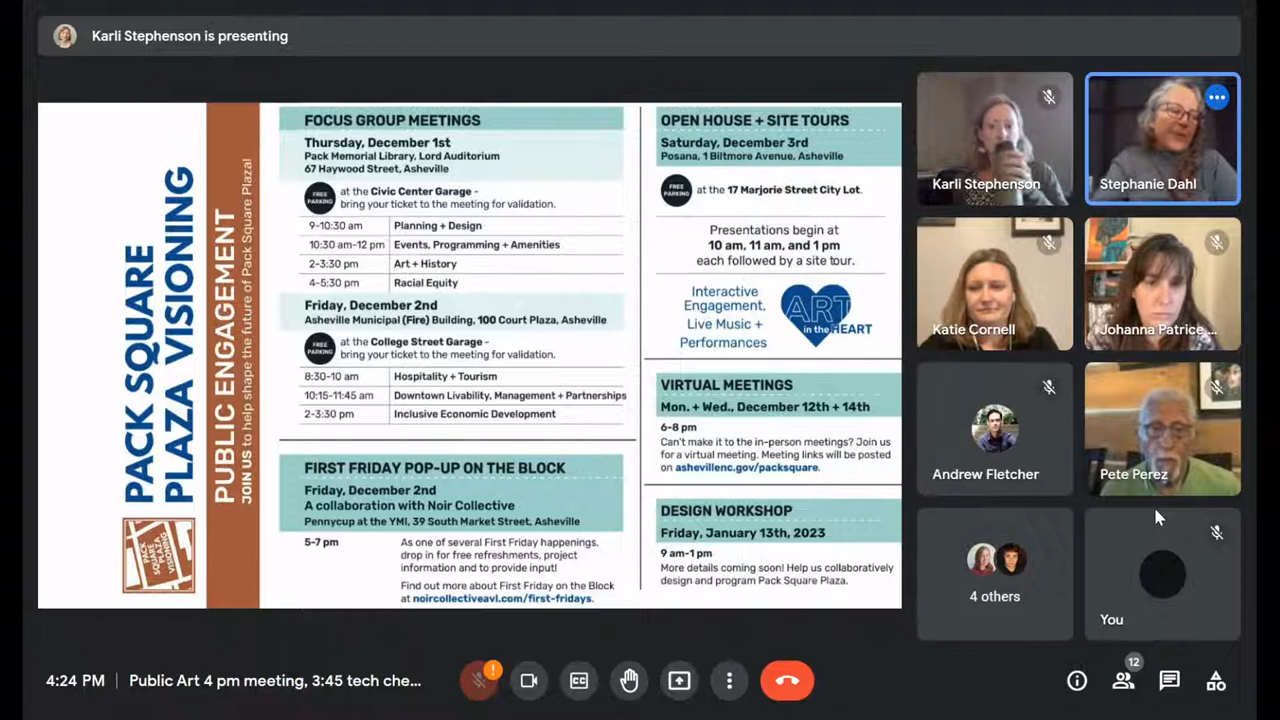 Karli Stephenson is presenting
PACK SQUARE
PLAZA VISIONING
PACK
SQUARE
PLAZA
VISIONING
PUBLIC ENGAGEMENT
JOIN US to help shape the future of Pack Square Plaza!
FOCUS GROUP MEETINGS
Thursday, December 1st
Pack Memorial Library, Lord Auditorium
67 Haywood Street, Asheville
FREE
PARKING
at the Civic Center Garage -
bring your ticket to the meeting for validation.
9-10:30 am Planning + Design
10:30 am-12 pm Events, Programming + Amenities
2-3:30 pm Art + History
4-5:30 pm Racial Equity
Friday, December 2nd
Asheville Municipal (Fire) Building, 100 Court Plaza, Asheville
FREE
PARKING
at the College Street Garage -
bring your ticket to the meeting for validation.
8:30-10 am Hospitality + Tourism
10:15-11:45 am Downtown Livability, Management + Partnerships
2-3:30 pm Inclusive Economic Development
FIRST FRIDAY POP-UP ON THE BLOCK
Friday, December 2nd
A collaboration with Noir Collective
Pennycup at the YMI, 39 South Market Street, Asheville
5-7 pm As one of several First Friday happenings,
drop in for free refreshments, project
information and to provide input!
Find out more about First Friday on the Block
at noircollectiveavl.com/first-fridays.
OPEN HOUSE + SITE TOURS
Saturday, December 3rd
Posana, 1 Biltmore Avenue, Asheville
FREE
PARKING
at the 17 Marjorie Street City Lot.
Presentations begin at
10 am, 11 am, and 1 pm
each followed by a site tour.
Interactive
Engagement,
Live Music +
Performances
ART
in the HEART
VIRTUAL MEETINGS
Mon. + Wed., December 12th + 14th
6-8 pm
Can't make it to the in-person meetings? Join us
for a virtual meeting. Meeting links will be posted
on ashevillenc.gov/packsquare.
DESIGN WORKSHOP
Friday, January 13th, 2023
9 am-1 pm
More details coming soon! Help us collaboratively
design and program Pack Square Plaza.
Karli Stephenson
Stephanie Dahl
Katie Cornell
Johanna Patrice ...
Andrew Fletcher
Pete Perez
4 others
You
4:24 PM | Public Art 4 pm meeting, 3:45 tech che...
12